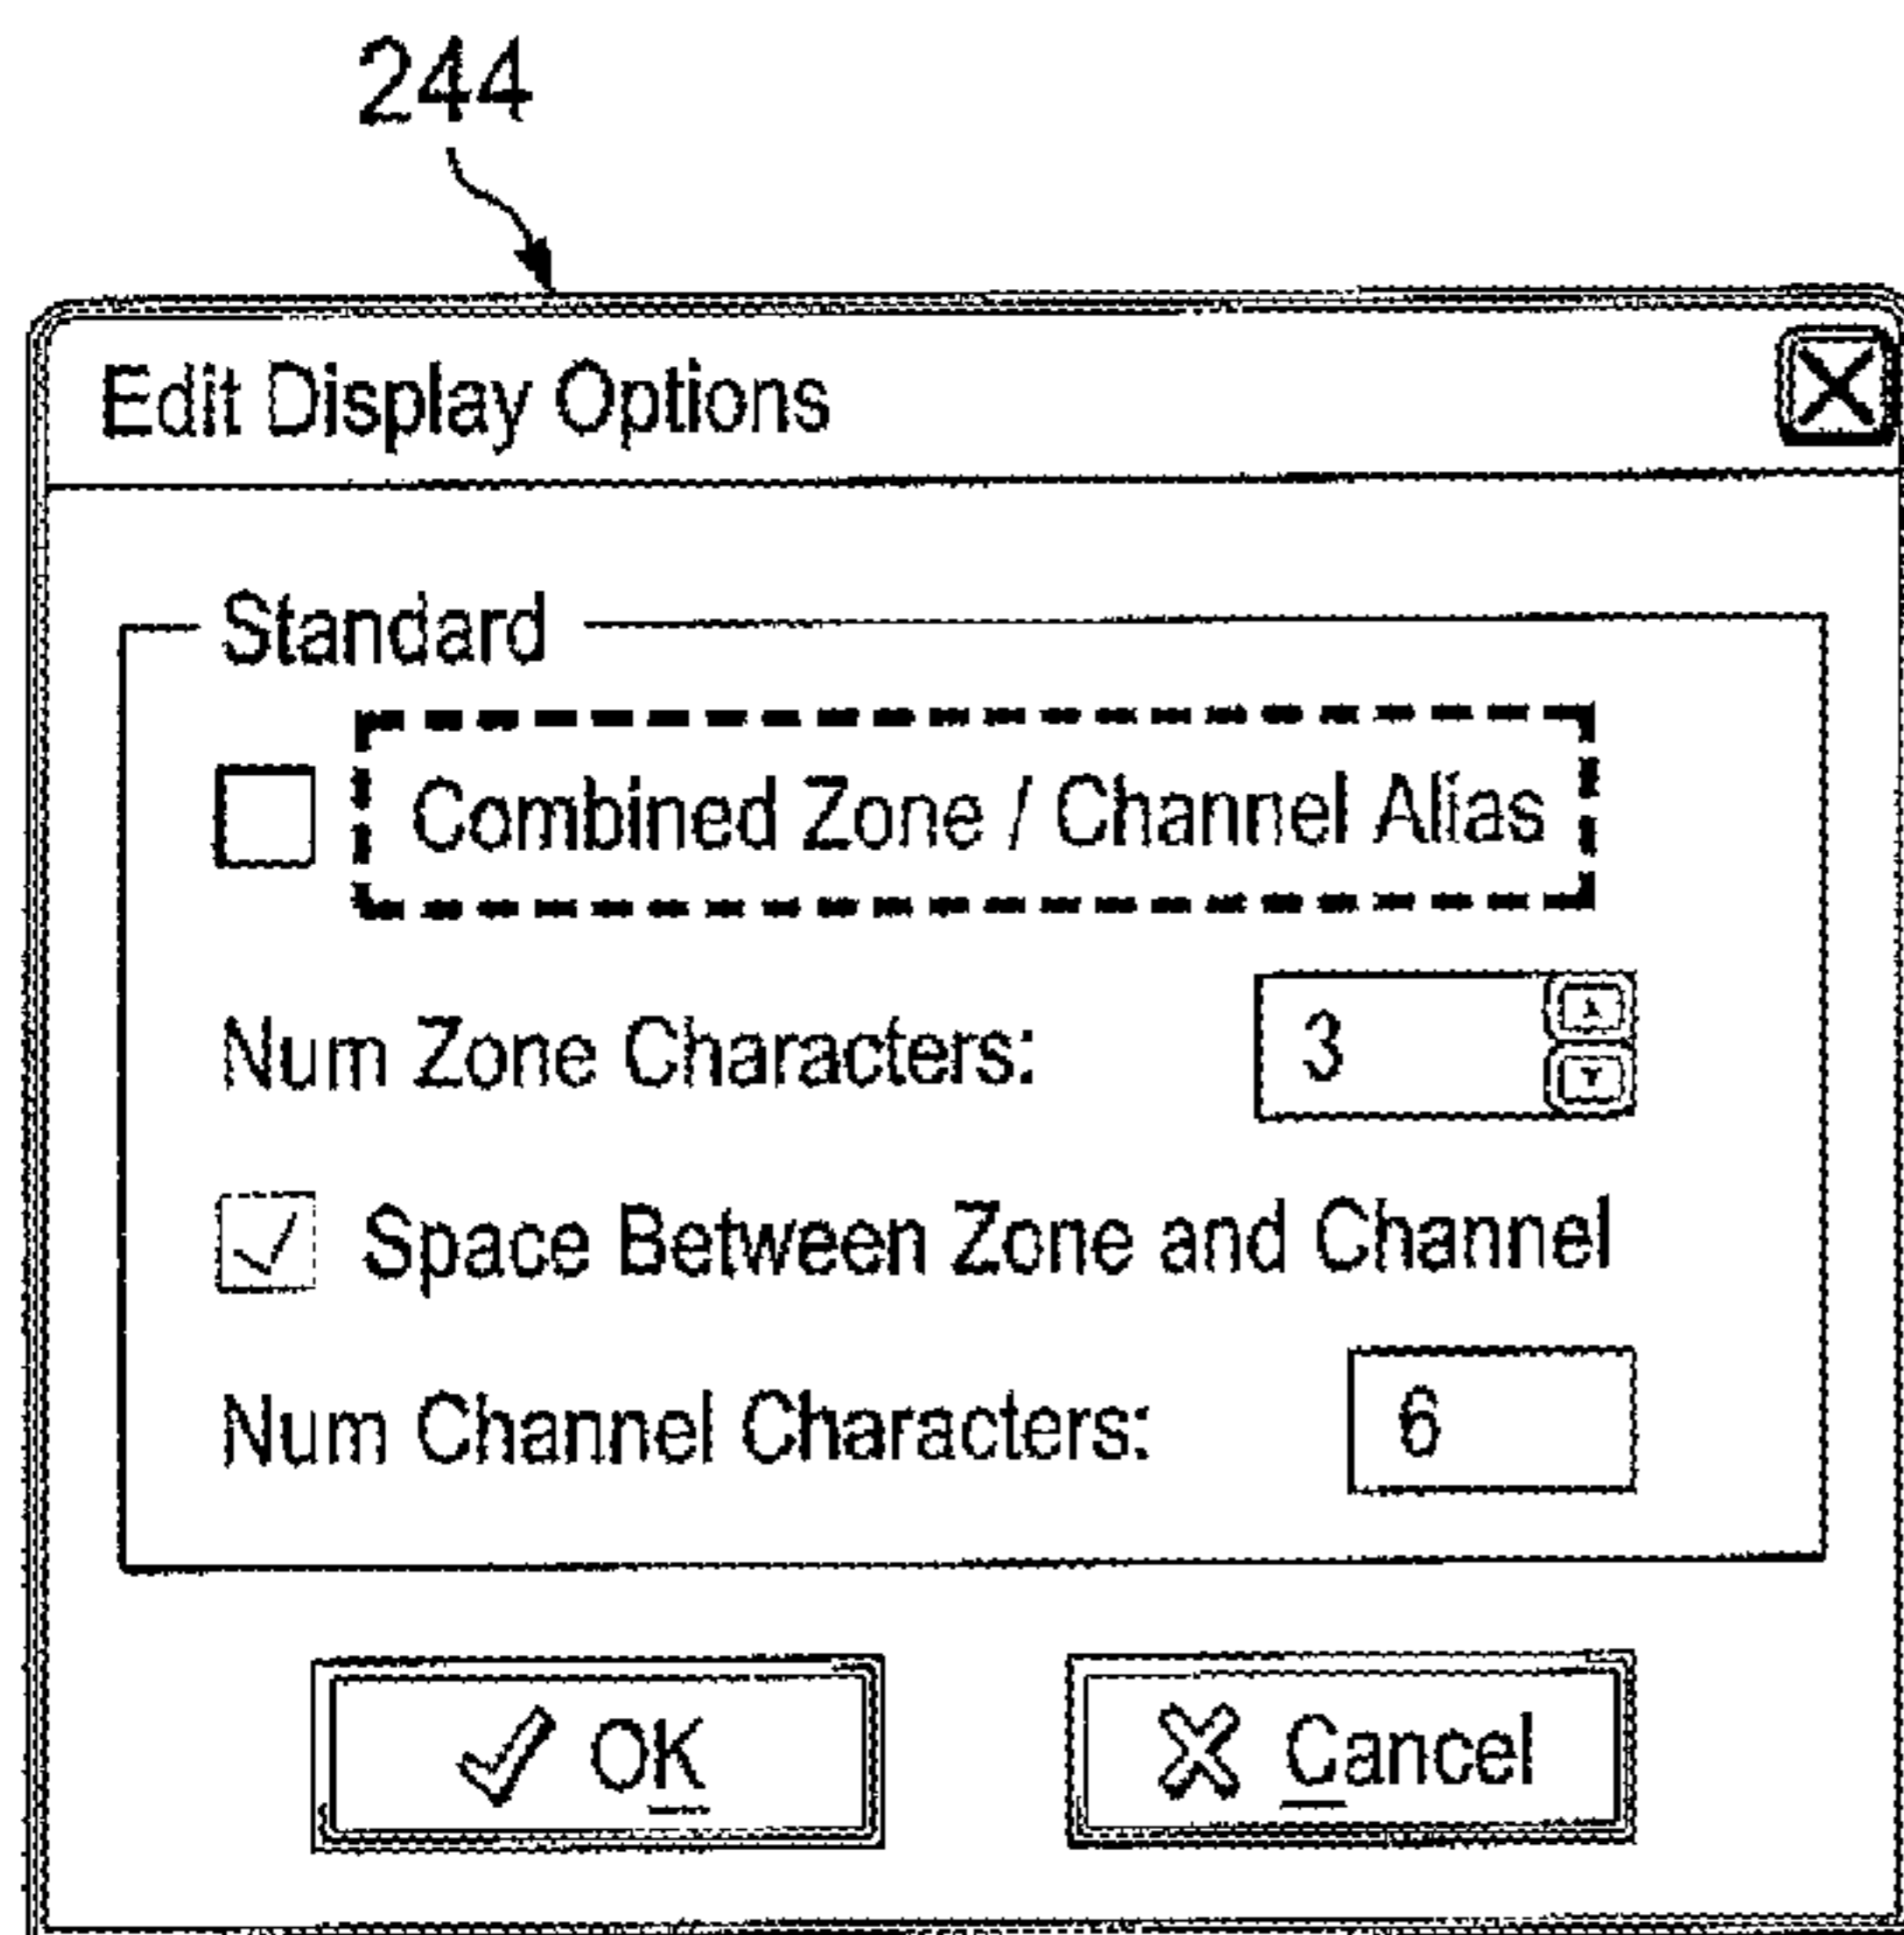 244
Edit Display Options
Standard
Combined Zone / Channel Alias
Num Zone Characters: 3
Space Between Zone and Channel
Num Channel Characters: 6
OK Cancel